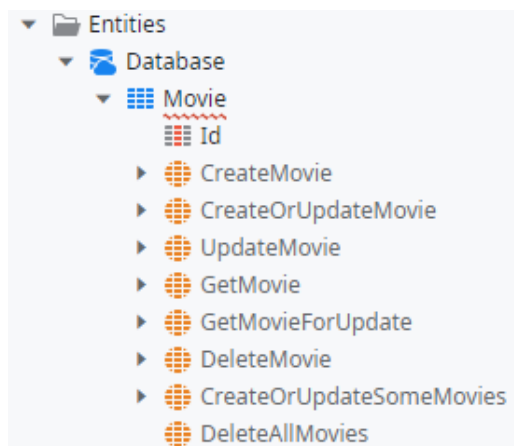 Entities
Database
Movie
Id
CreateMovie
CreateOrUpdateMovie
UpdateMovie
GetMovie
GetMovieForUpdate
DeleteMovie
CreateOrUpdateSomeMovies
DeleteAllMovies